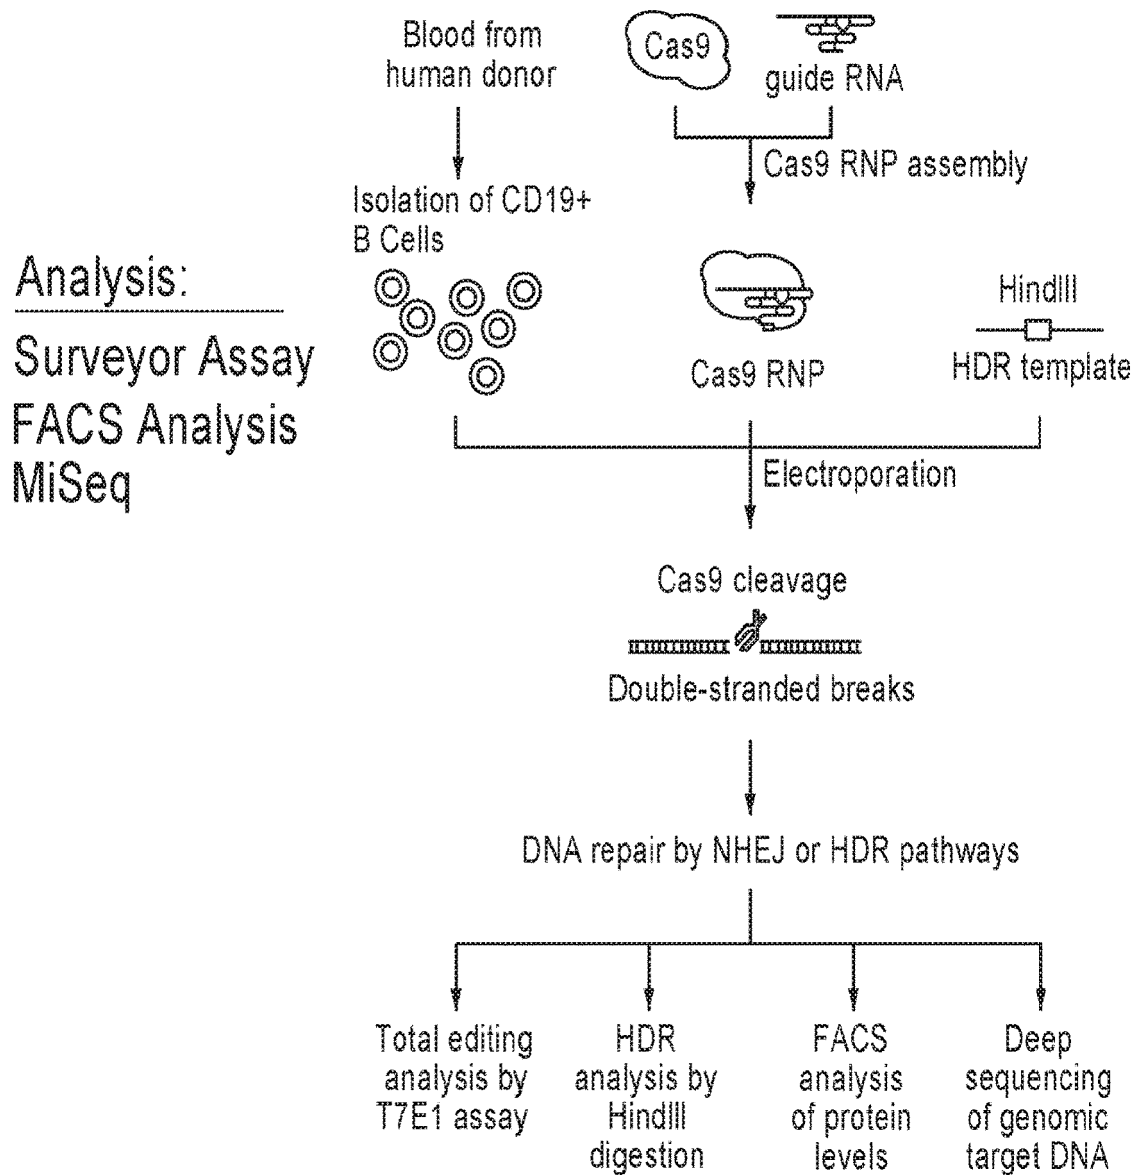 Blood from
human donor
Cas9
guide RNA
Cas9 RNP assembly
Isolation of CD19+
B Cells
Analysis:
Surveyor Assay
FACS Analysis
MiSeq
Cas9 RNP
HindIII
HDR template
Electroporation
Cas9 cleavage
Double-stranded breaks
DNA repair by NHEJ or HDR pathways
Total editing
analysis by
T7E1 assay
HDR
analysis by
HindIII
digestion
FACS
analysis
of protein
levels
Deep
sequencing
of genomic
target DNA